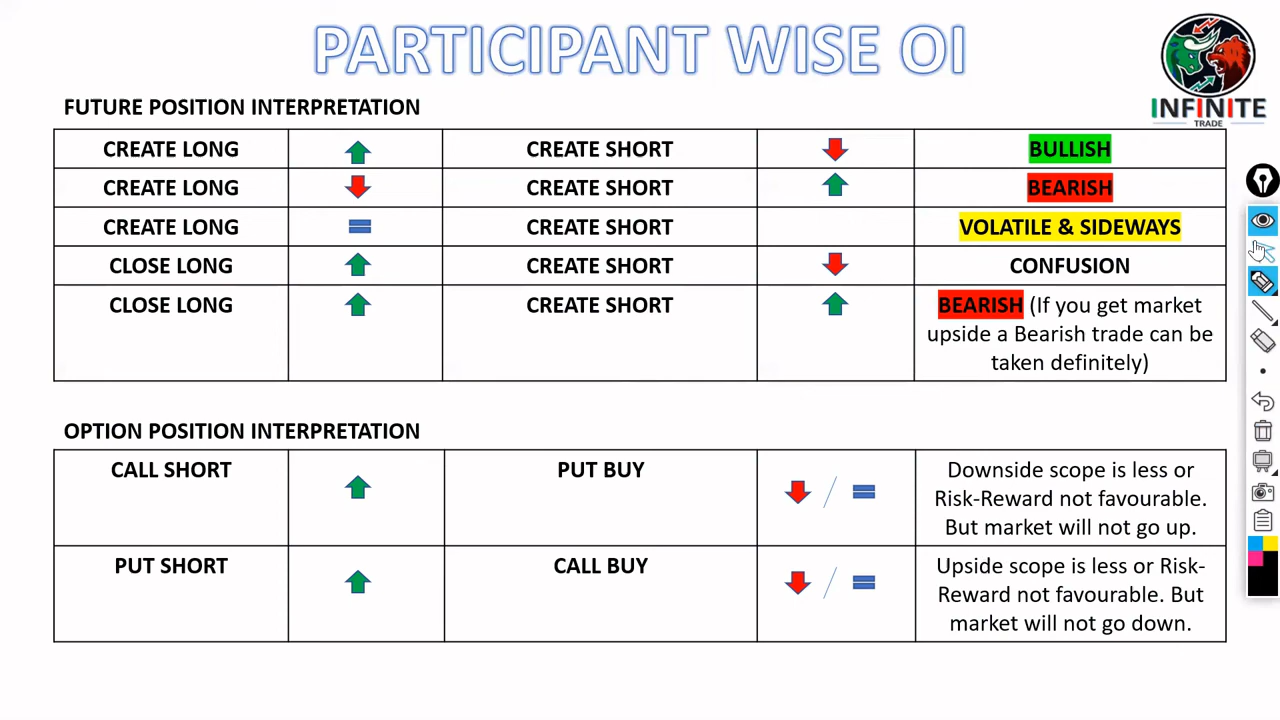 PARTICIPANT WISE OI
INFINITE
TRADE
FUTURE POSITION INTERPRETATION
CREATE LONG CREATE SHORT BULLISH
CREATE LONG CREATE SHORT BEARISH
CREATE LONG CREATE SHORT VOLATILE & SIDEWAYS
CLOSE LONG CREATE SHORT CONFUSION
CLOSE LONG CREATE SHORT BEARISH (If you get market
upside a Bearish trade can be
taken definitely)
OPTION POSITION INTERPRETATION
CALL SHORT PUT BUY / Downside scope is less or
Risk-Reward not favourable.
But market will not go up.
PUT SHORT CALL BUY / Upside scope is less or Risk-
Reward not favourable. But
market will not go down.